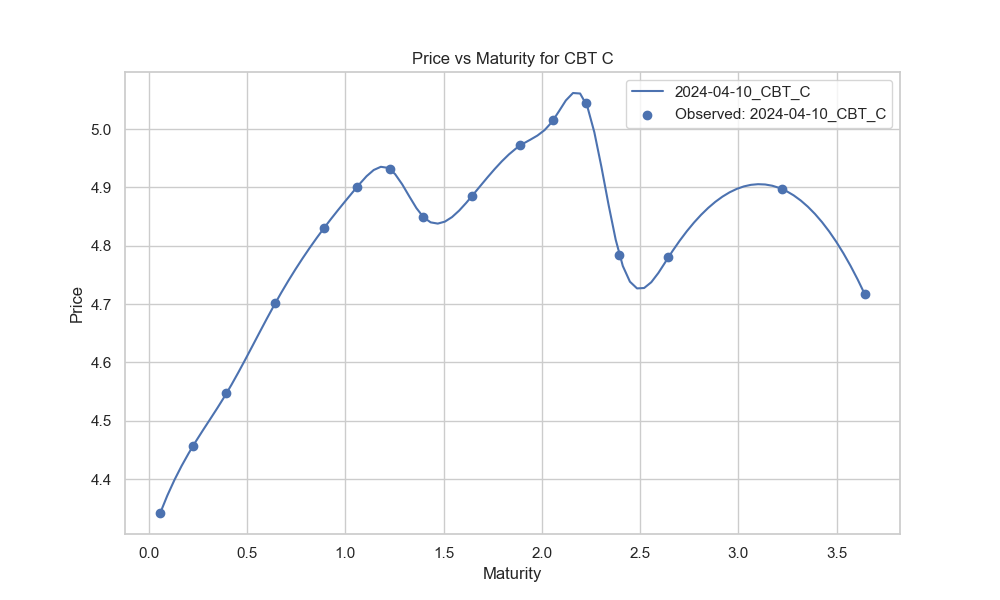 Price vs Maturity for CBT C
2024-04-10_CBT_C
Observed: 2024-04-10_CBT_C
Price
5.0
4.9
4.8
4.7
4.6
4.5
4.4
0.0 0.5 1.0 1.5 2.0 2.5 3.0 3.5
Maturity